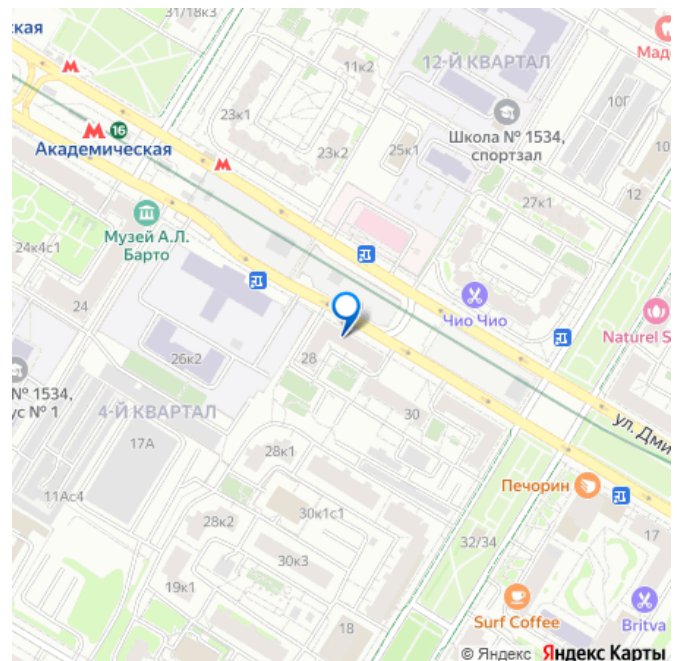 31/18к3
ская
Мад
11к2
12-Й КВАРТАЛ
10Г
23к1
16
Академическая
Школа № 1534,
спортзал
23к2
25к1
10
12
27к1
Музей А.Л.
Барто
24к4с1
24
Чио Чио
Naturel S
26к2
28
№ 1534,
ус № 1
4-Й КВАРТАЛ
30
ул. Дми
17А
28к1
Печорин
11Ас4
30к1с1
28к2
32/34
17
30к3
19к1
Surf Coffee
Britva
18
© Яндекс Яндекс Карты